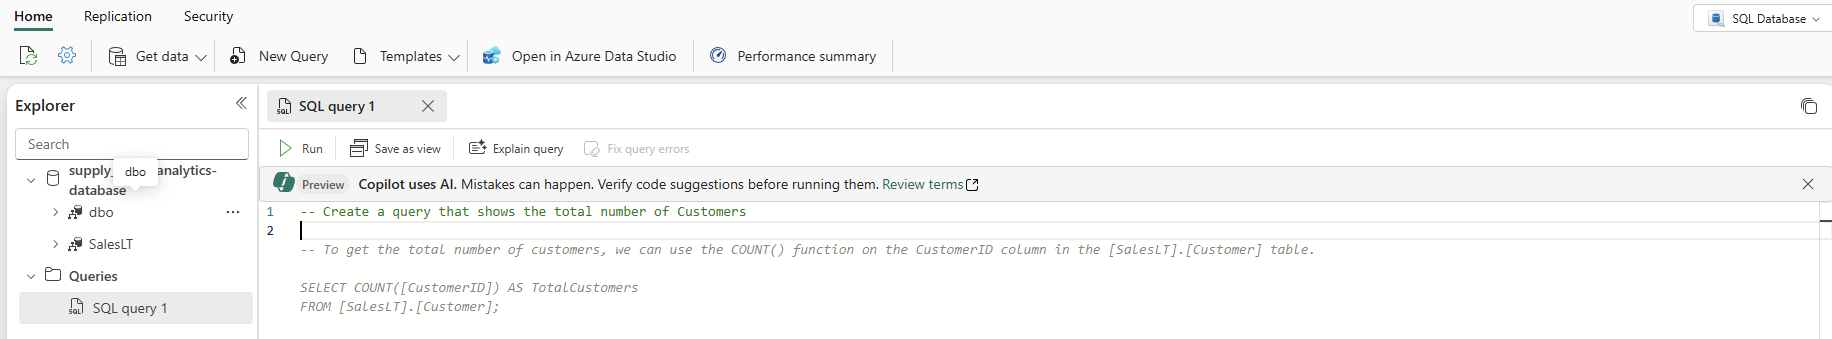 Home Replication Security
SQL Database
Get data New Query Templates Open in Azure Data Studio Performance summary
Explorer
Search
supply_ analytics-
database
dbo
dbo
SalesLT
Queries
SQL query 1
SQL query 1
Run Save as view Explain query Fix query errors
Preview Copilot uses AI. Mistakes can happen. Verify code suggestions before running them. Review terms
1 -- Create a query that shows the total number of Customers
2
-- To get the total number of customers, we can use the COUNT() function on the CustomerID column in the [SalesLT].[Customer] table.
SELECT COUNT([CustomerID]) AS TotalCustomers
FROM [SalesLT].[Customer];